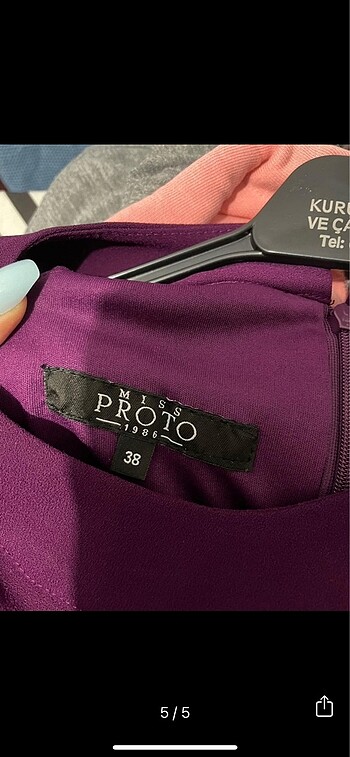 KURU
VE ÇA
Tel:
MISS
PROTO
1986
38
5/5